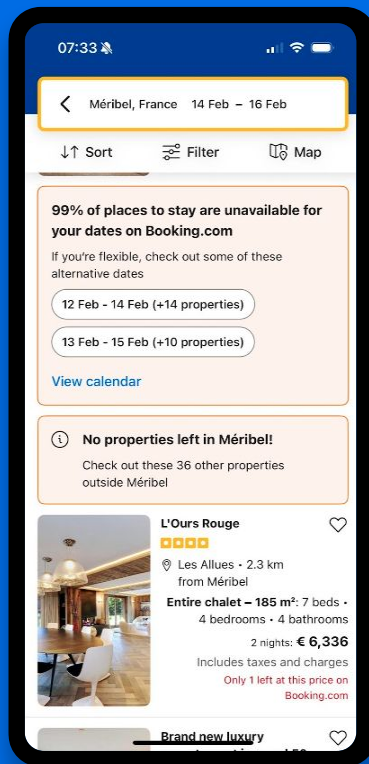 07:33
Méribel, France 14 Feb – 16 Feb
Sort Filter Map
99% of places to stay are unavailable for
your dates on Booking.com
If you're flexible, check out some of these
alternative dates
12 Feb - 14 Feb (+14 properties)
13 Feb - 15 Feb (+10 properties)
View calendar
No properties left in Méribel!
Check out these 36 other properties
outside Méribel
L'Ours Rouge
Les Allues • 2.3 km
from Méribel
Entire chalet – 185 m²: 7 beds •
4 bedrooms • 4 bathrooms
2 nights: € 6,336
Includes taxes and charges
Only 1 left at this price on
Booking.com
Brand new luxury